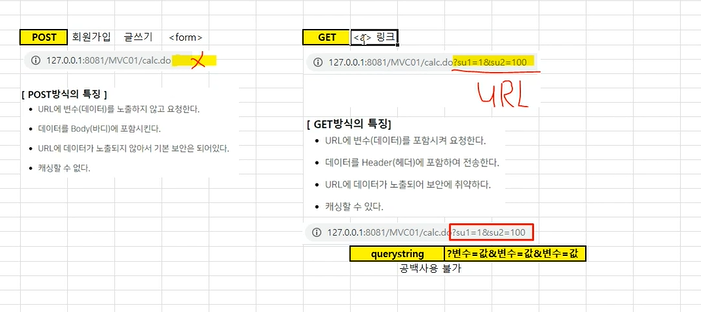 POST 회원가입 글쓰기 <form>
127.0.0.1:8081/MVC01/calc.do
[ POST방식의 특징 ]
URL에 변수(데이터)를 노출하지 않고 요청한다.
데이터를 Body(바디)에 포함시킨다.
URL에 데이터가 노출되지 않아서 기본 보안은 되어있다.
캐싱할 수 없다.
GET <a> 링크
127.0.0.1:8081/MVC01/calc.do?su1=1&su2=100
URL
[ GET방식의 특징]
URL에 변수(데이터)를 포함시켜 요청한다.
데이터를 Header(헤더)에 포함하여 전송한다.
URL에 데이터가 노출되어 보안에 취약하다.
캐싱할 수 있다.
127.0.0.1:8081/MVC01/calc.do?su1=1&su2=100
querystring ?변수=값&변수=값&변수=값
공백사용 불가